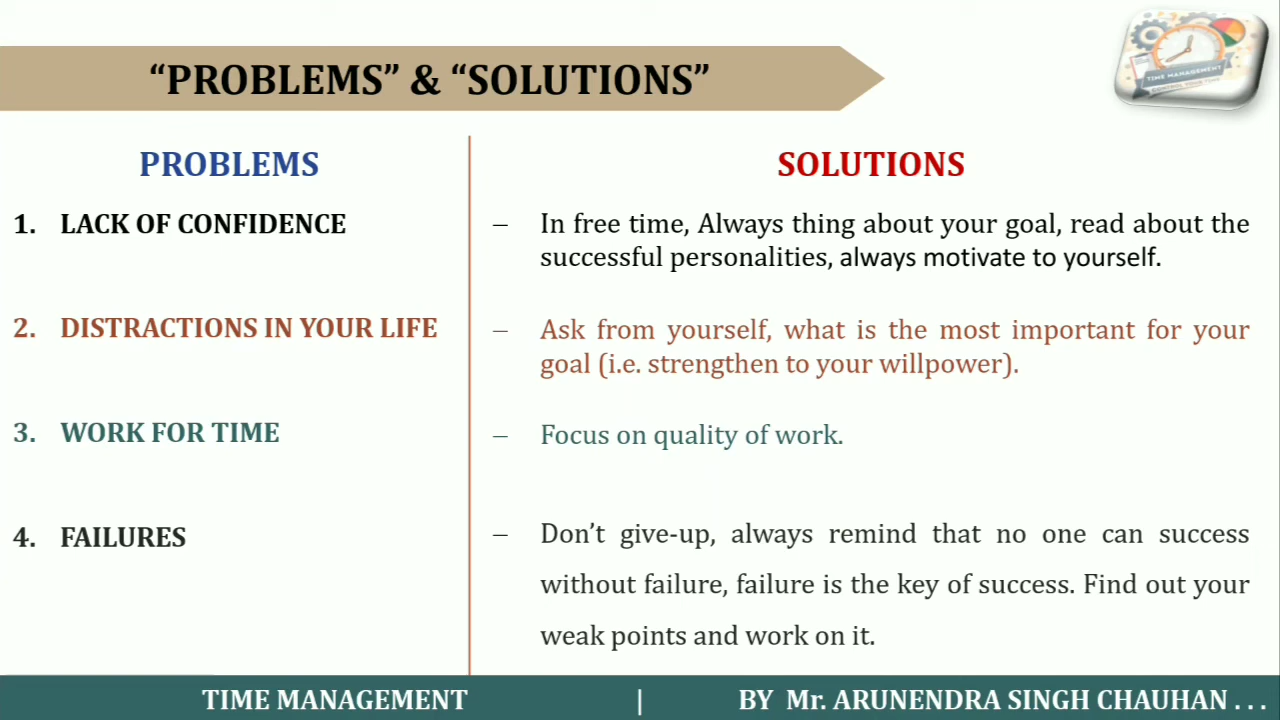 “PROBLEMS” & “SOLUTIONS”
TIME MANAGEMENT
CONTROL YOUR TIME
PROBLEMS
SOLUTIONS
1. LACK OF CONFIDENCE
– In free time, Always thing about your goal, read about the
successful personalities, always motivate to yourself.
2. DISTRACTIONS IN YOUR LIFE
– Ask from yourself, what is the most important for your
goal (i.e. strengthen to your willpower).
3. WORK FOR TIME
– Focus on quality of work.
4. FAILURES
– Don’t give-up, always remind that no one can success
without failure, failure is the key of success. Find out your
weak points and work on it.
TIME MANAGEMENT | BY Mr. ARUNENDRA SINGH CHAUHAN . . .